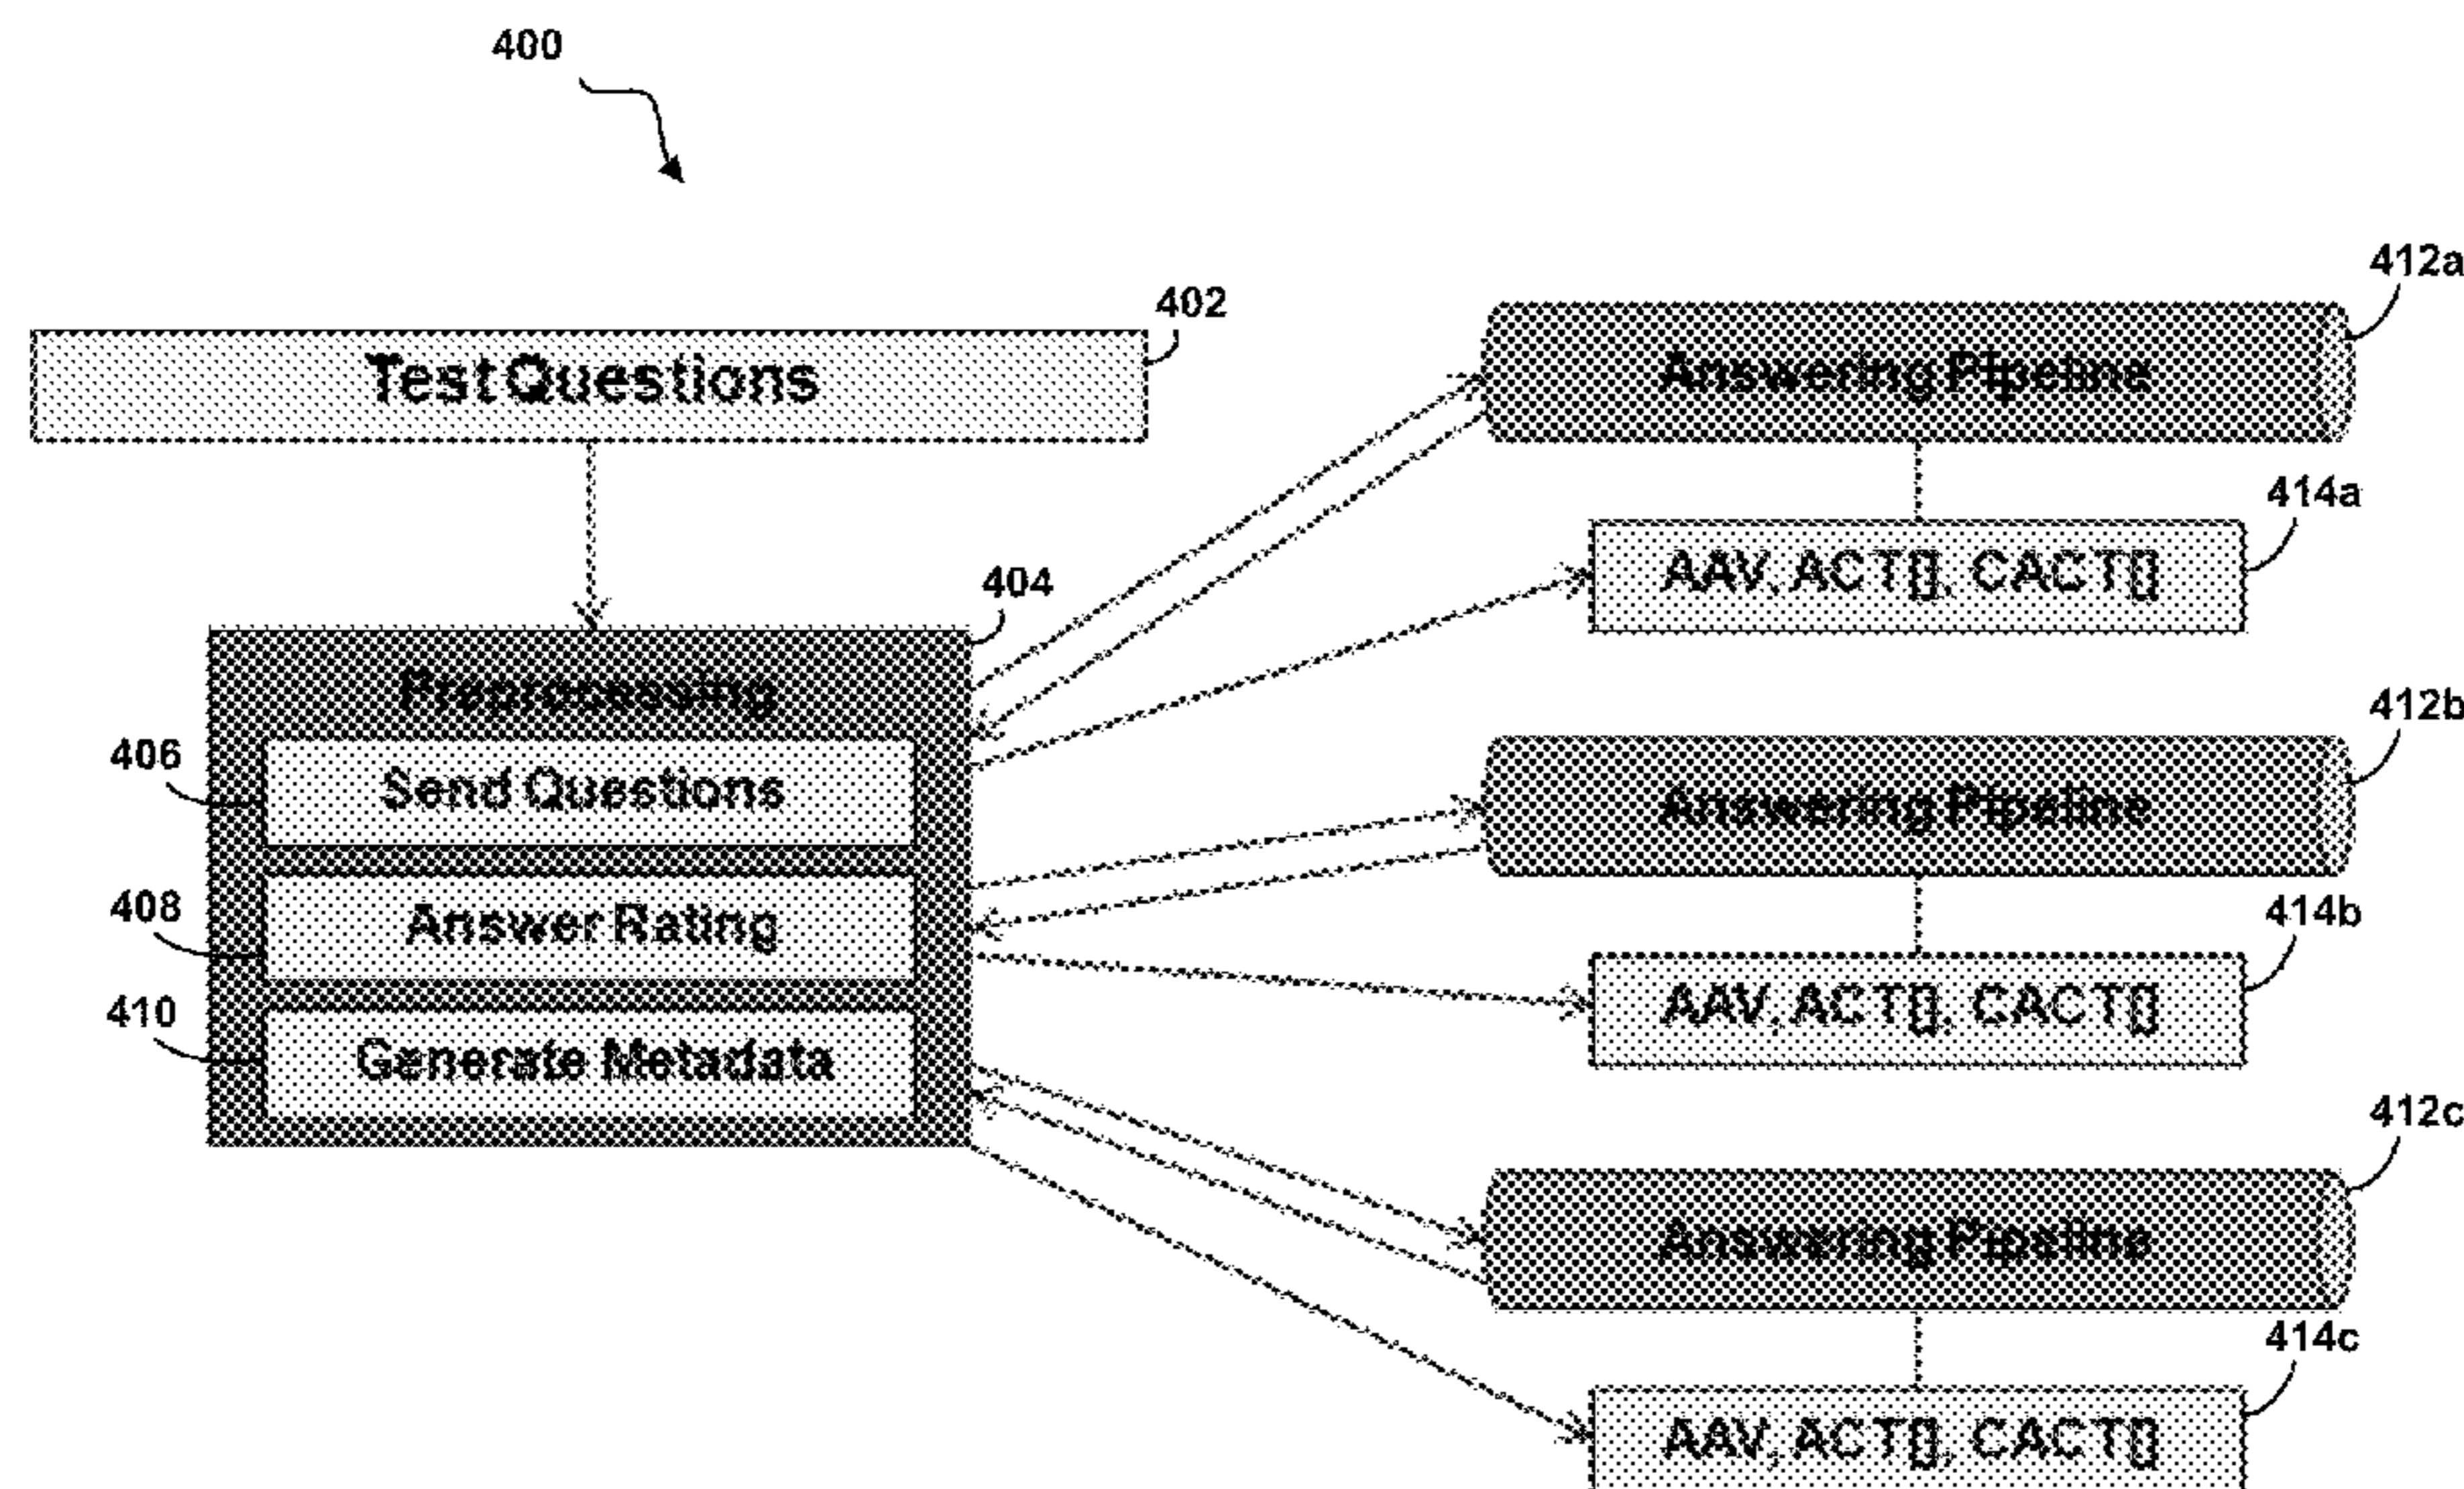 400
402
Test Questions
404
Preprocessing
406
Send Questions
408
Answer Rating
410
Generate Metadata
412a
Answering Pipeline
414a
AAV, ACT[], CACT[]
412b
Answering Pipeline
414b
AAV, ACT[], CACT[]
412c
Answering Pipeline
414c
AAV, ACT[], CACT[]